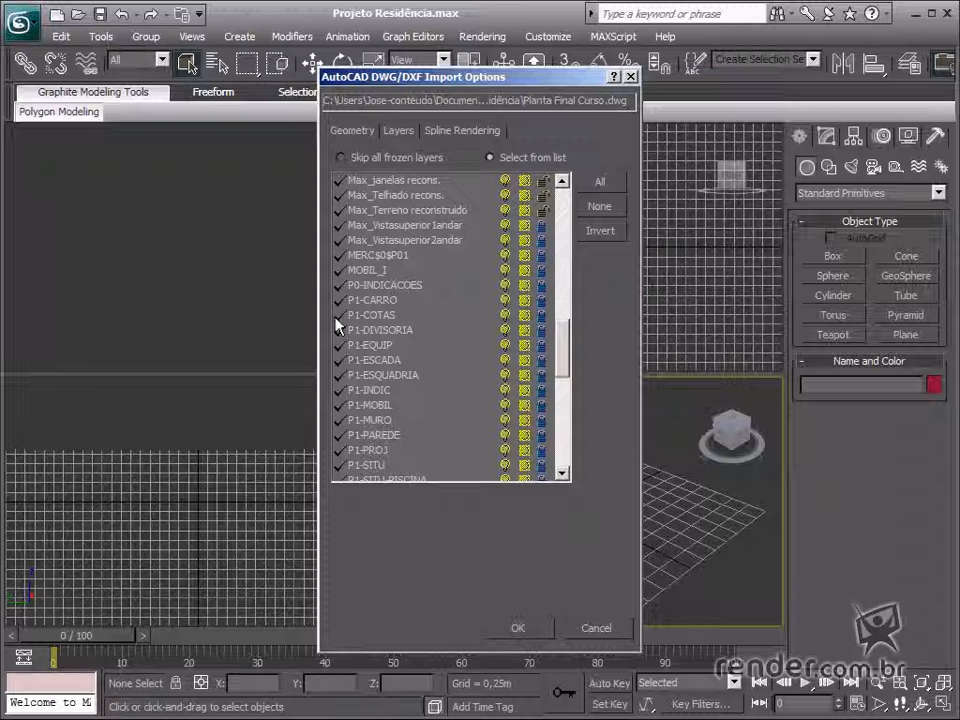 Projeto Residência.max
Type a keyword or phrase
Edit Tools Group Views Create Modifiers Animation Graph Editors Rendering Customize MAXScript Help
All
View
3
Create Selection Se
Graphite Modeling Tools Freeform Selection
Polygon Modeling
AutoCAD DWG/DXF Import Options
C:\Users\Jose-conteudo\Documen...idência\Planta Final Curso.dwg
Geometry Layers Spline Rendering
Skip all frozen layers Select from list
Max_janelas recons.
Max_Telhado recons.
Max_Terreno reconstruido
Max_Vistasuperior1andar
Max_Vistasuperior2andar
MERC$0$P01
MOBIL_I
P0-INDICACOES
P1-CARRO
P1-COTAS
P1-DIVISORIA
P1-EQUIP
P1-ESCADA
P1-ESQUADRIA
P1-INDIC
P1-MOBIL
P1-MURO
P1-PAREDE
P1-PROJ
P1-SITU
P1-SITU-PISCINA
All
None
Invert
OK Cancel
Standard Primitives
Object Type
AutoGrid
Box Cone
Sphere GeoSphere
Cylinder Tube
Torus Pyramid
Teapot Plane
Name and Color
0 / 100
0 10 20 30 40 50 60 70 80 90
render.com.br
None Select X: Y: Z: Grid = 0,25m Auto Key Selected
Welcome to MA Click or click-and-drag to select objects Add Time Tag Set Key Key Filters... 0